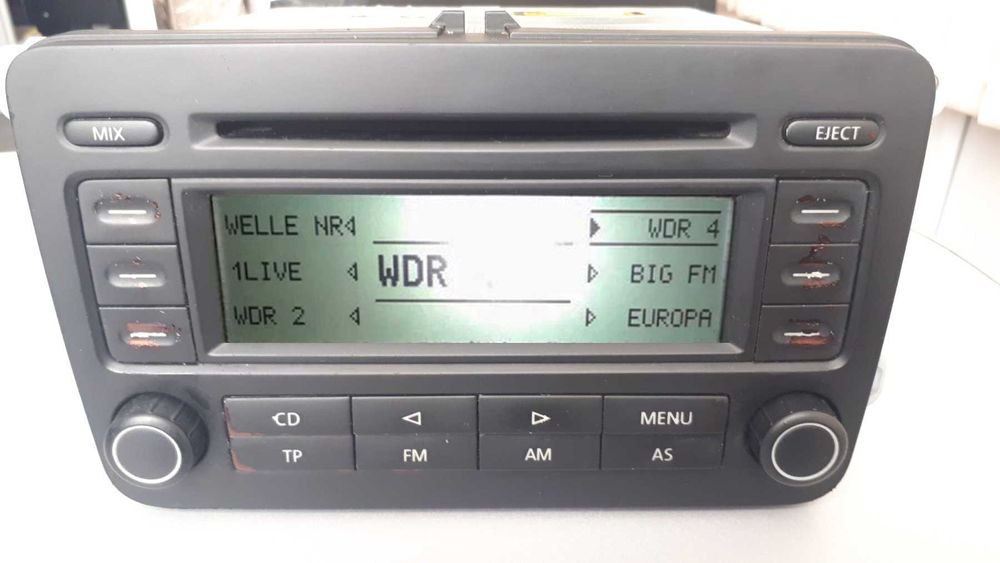 MIX
EJECT
WELLE NR
WDR 4
1LIVE
WDR
BIG FM
WDR 2
EUROPA
CD
MENU
TP
FM
AM
AS